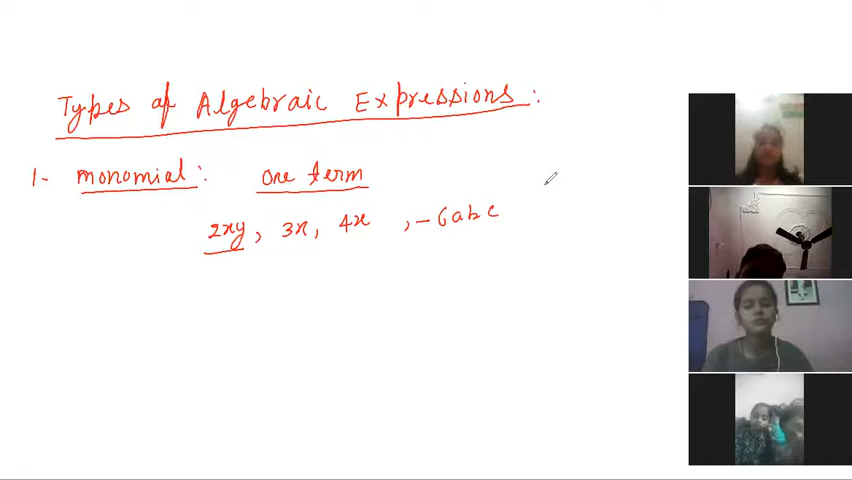 Types of Algebraic Expressions:
1- monomial: one term
2xy, 3x, 4x, -6abc